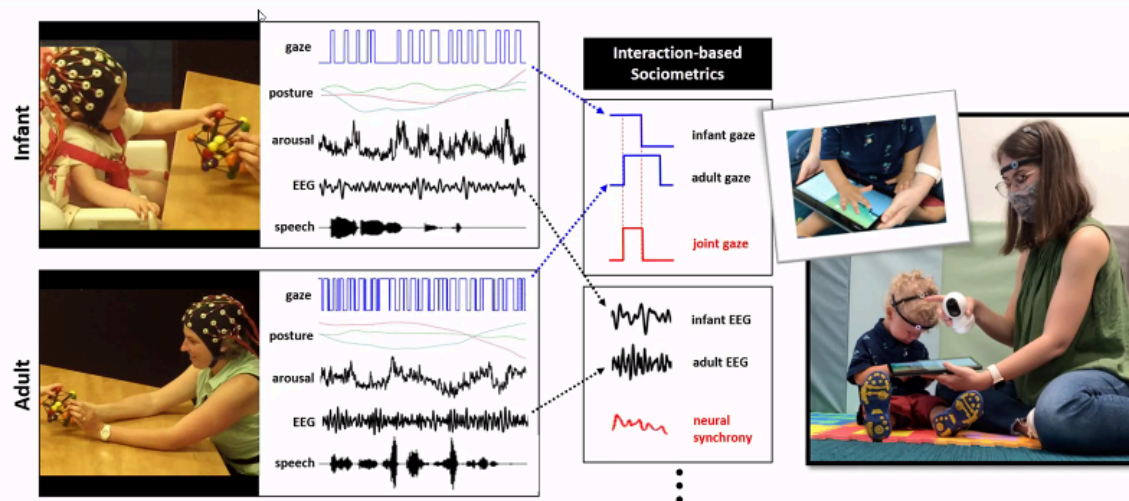 Infant
gaze
posture
arousal
EEG
speech
Adult
gaze
posture
arousal
EEG
speech
Interaction-based
Sociometrics
infant gaze
adult gaze
joint gaze
infant EEG
adult EEG
neural
synchrony